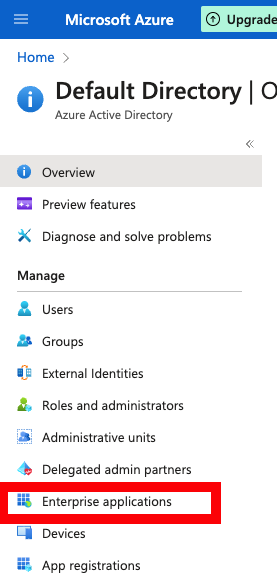 Microsoft Azure
Upgrade
Home
Default Directory | O
Azure Active Directory
Overview
Preview features
Diagnose and solve problems
Manage
Users
Groups
External Identities
Roles and administrators
Administrative units
Delegated admin partners
Enterprise applications
Devices
App registrations